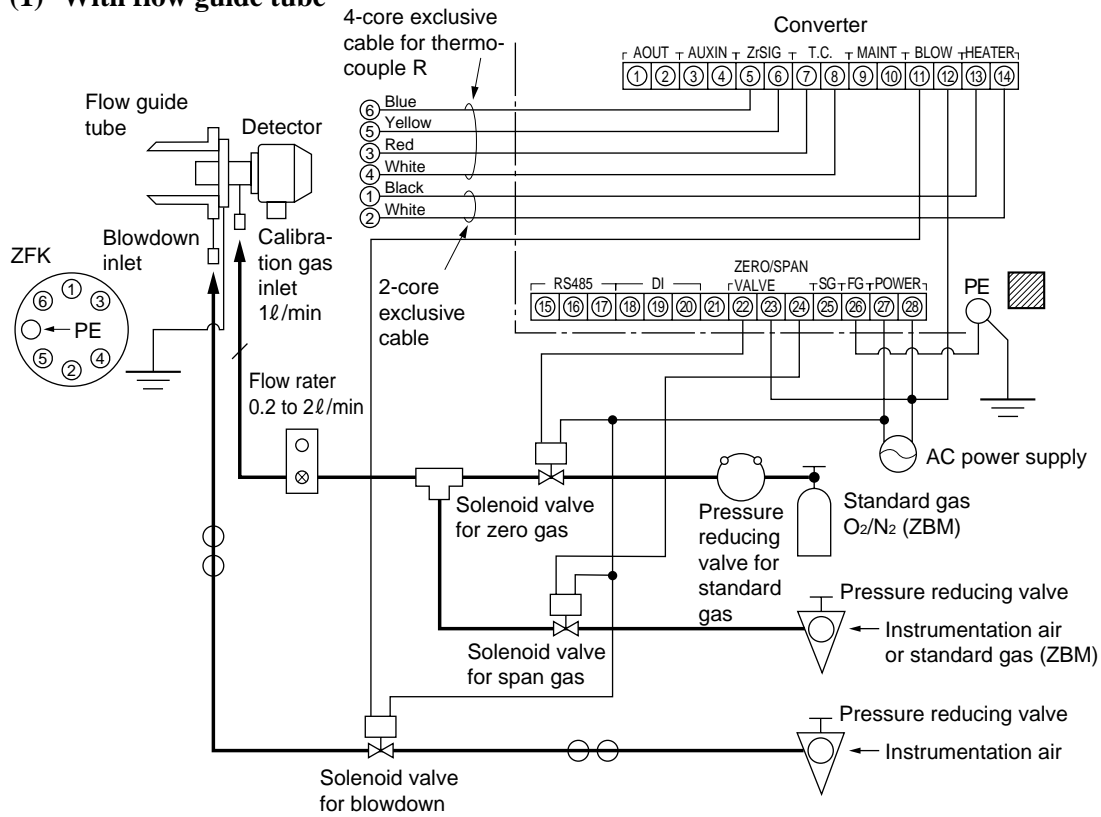 (1) With flow guide tube
4-core exclusive
cable for thermo-
couple R
Converter
AOUT AUXIN ZrSIG T.C. MAINT BLOW HEATER
1 2 3 4 5 6 7 8 9 10 11 12 13 14
Flow guide
tube
Detector
6 Blue
5 Yellow
3 Red
4 White
1 Black
2 White
Blowdown
inlet
Calibra-
tion gas
inlet
1ℓ/min
2-core
exclusive
cable
ZFK
1
6 3
PE
5 4
2
ZERO/SPAN
RS485 DI VALVE SG FG POWER
15 16 17 18 19 20 21 22 23 24 25 26 27 28
PE
Flow rater
0.2 to 2ℓ/min
AC power supply
Solenoid valve
for zero gas
Pressure
reducing
valve for
standard
gas
Standard gas
O₂/N₂ (ZBM)
Pressure reducing valve
Instrumentation air
or standard gas (ZBM)
Solenoid valve
for span gas
Pressure reducing valve
Instrumentation air
Solenoid valve
for blowdown